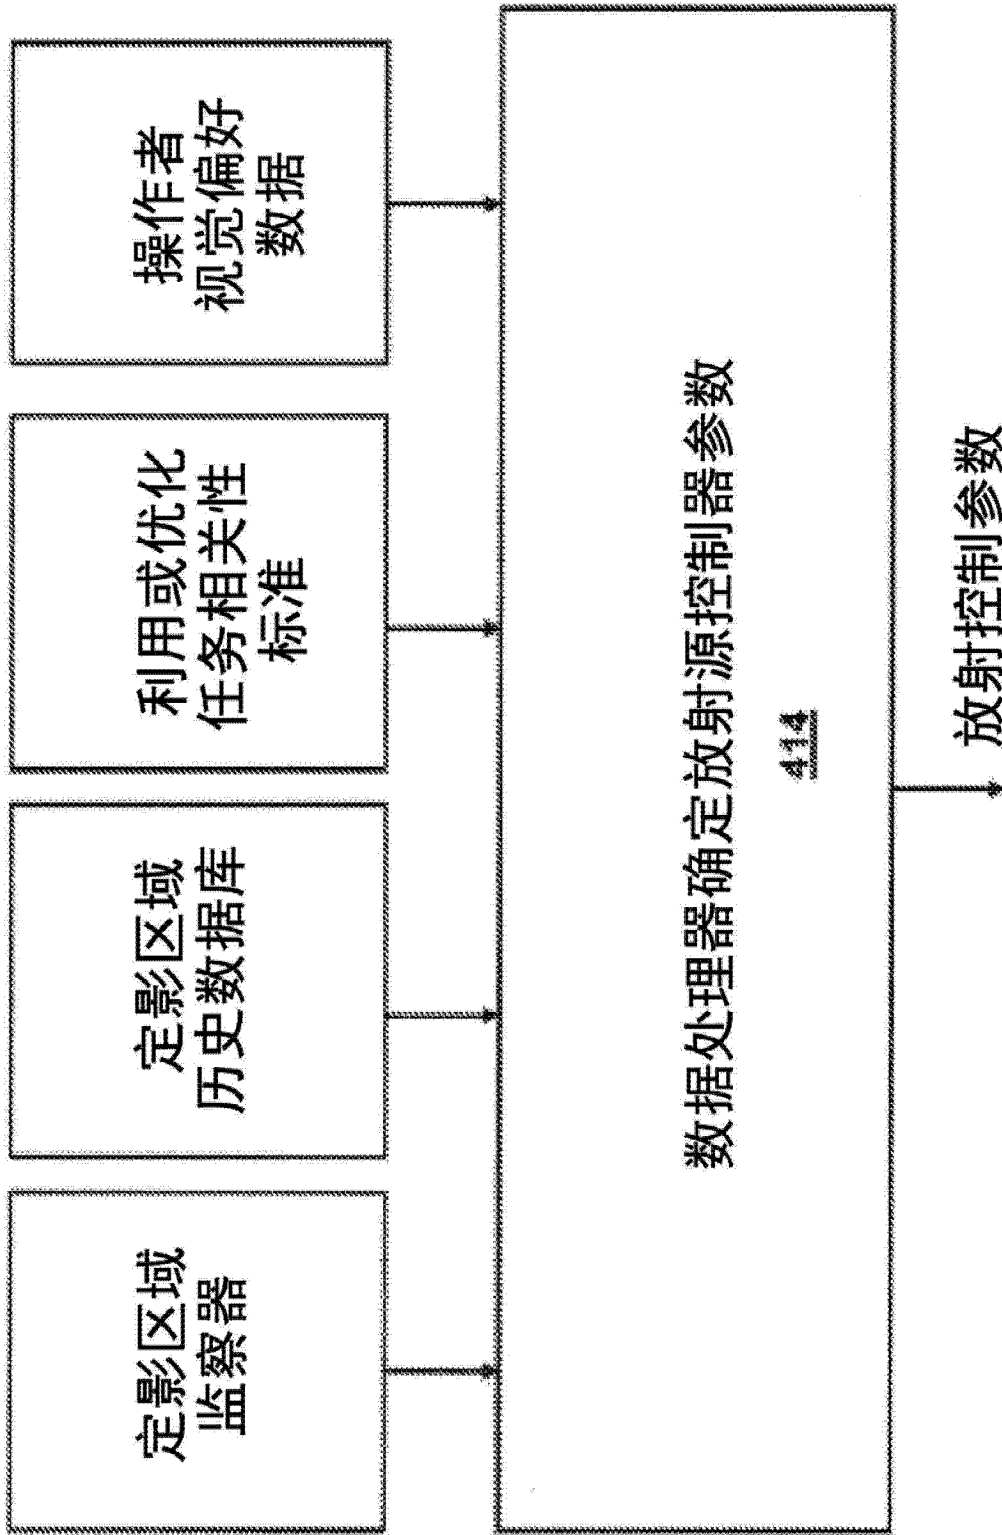 定影区域
监察器
定影区域
历史数据库
利用或优化
任务相关性
标准
操作者
视觉偏好
数据
数据处理器确定放射源控制器参数
414
放射控制参数